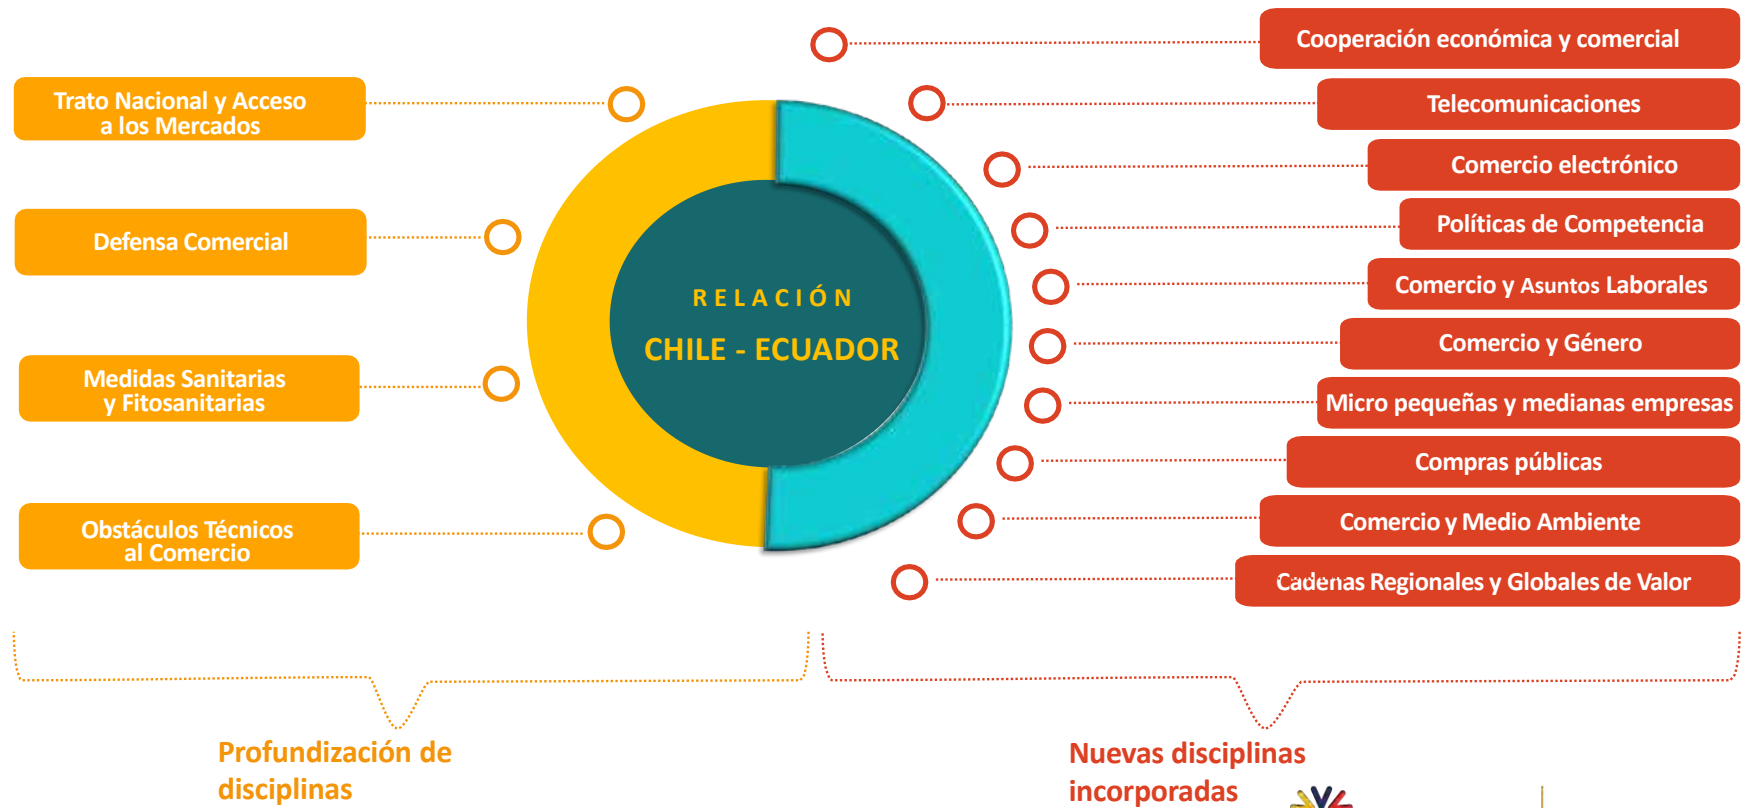 Trato Nacional y Acceso
a los Mercados
Defensa Comercial
Medidas Sanitarias
y Fitosanitarias
Obstáculos Técnicos
al Comercio
RELACIÓN
CHILE - ECUADOR
Cooperación económica y comercial
Telecomunicaciones
Comercio electrónico
Políticas de Competencia
Comercio y Asuntos Laborales
Comercio y Género
Micro pequeñas y medianas empresas
Compras públicas
Comercio y Medio Ambiente
Cadenas Regionales y Globales de Valor
Profundización de
disciplinas
Nuevas disciplinas
incorporadas